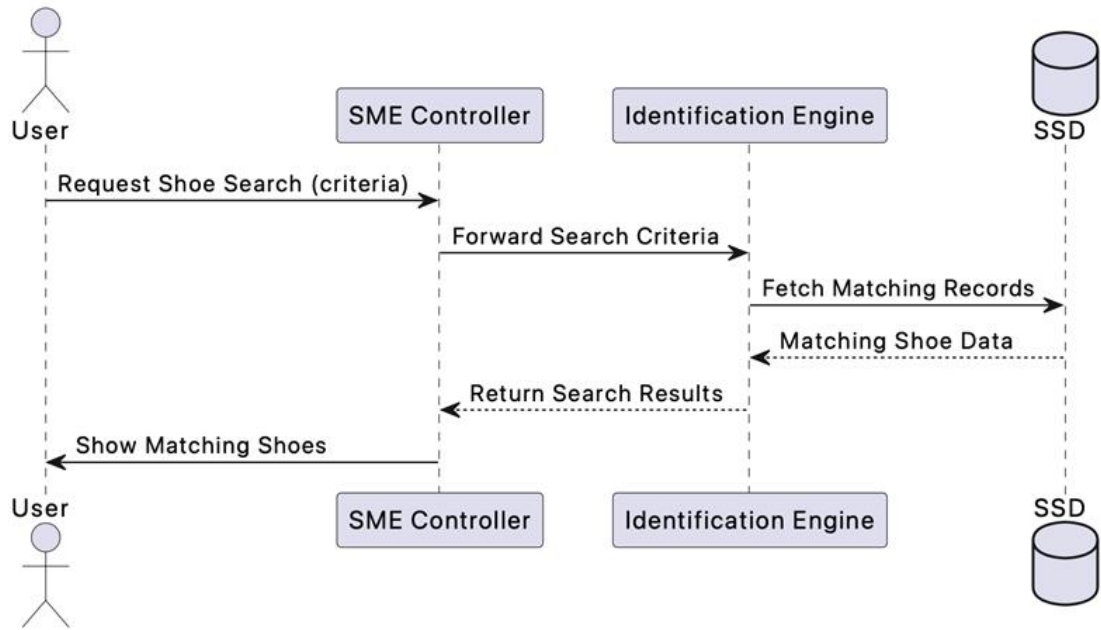 User
SME Controller
Identification Engine
SSD
Request Shoe Search (criteria)
Forward Search Criteria
Fetch Matching Records
Matching Shoe Data
Return Search Results
Show Matching Shoes
User
SME Controller
Identification Engine
SSD